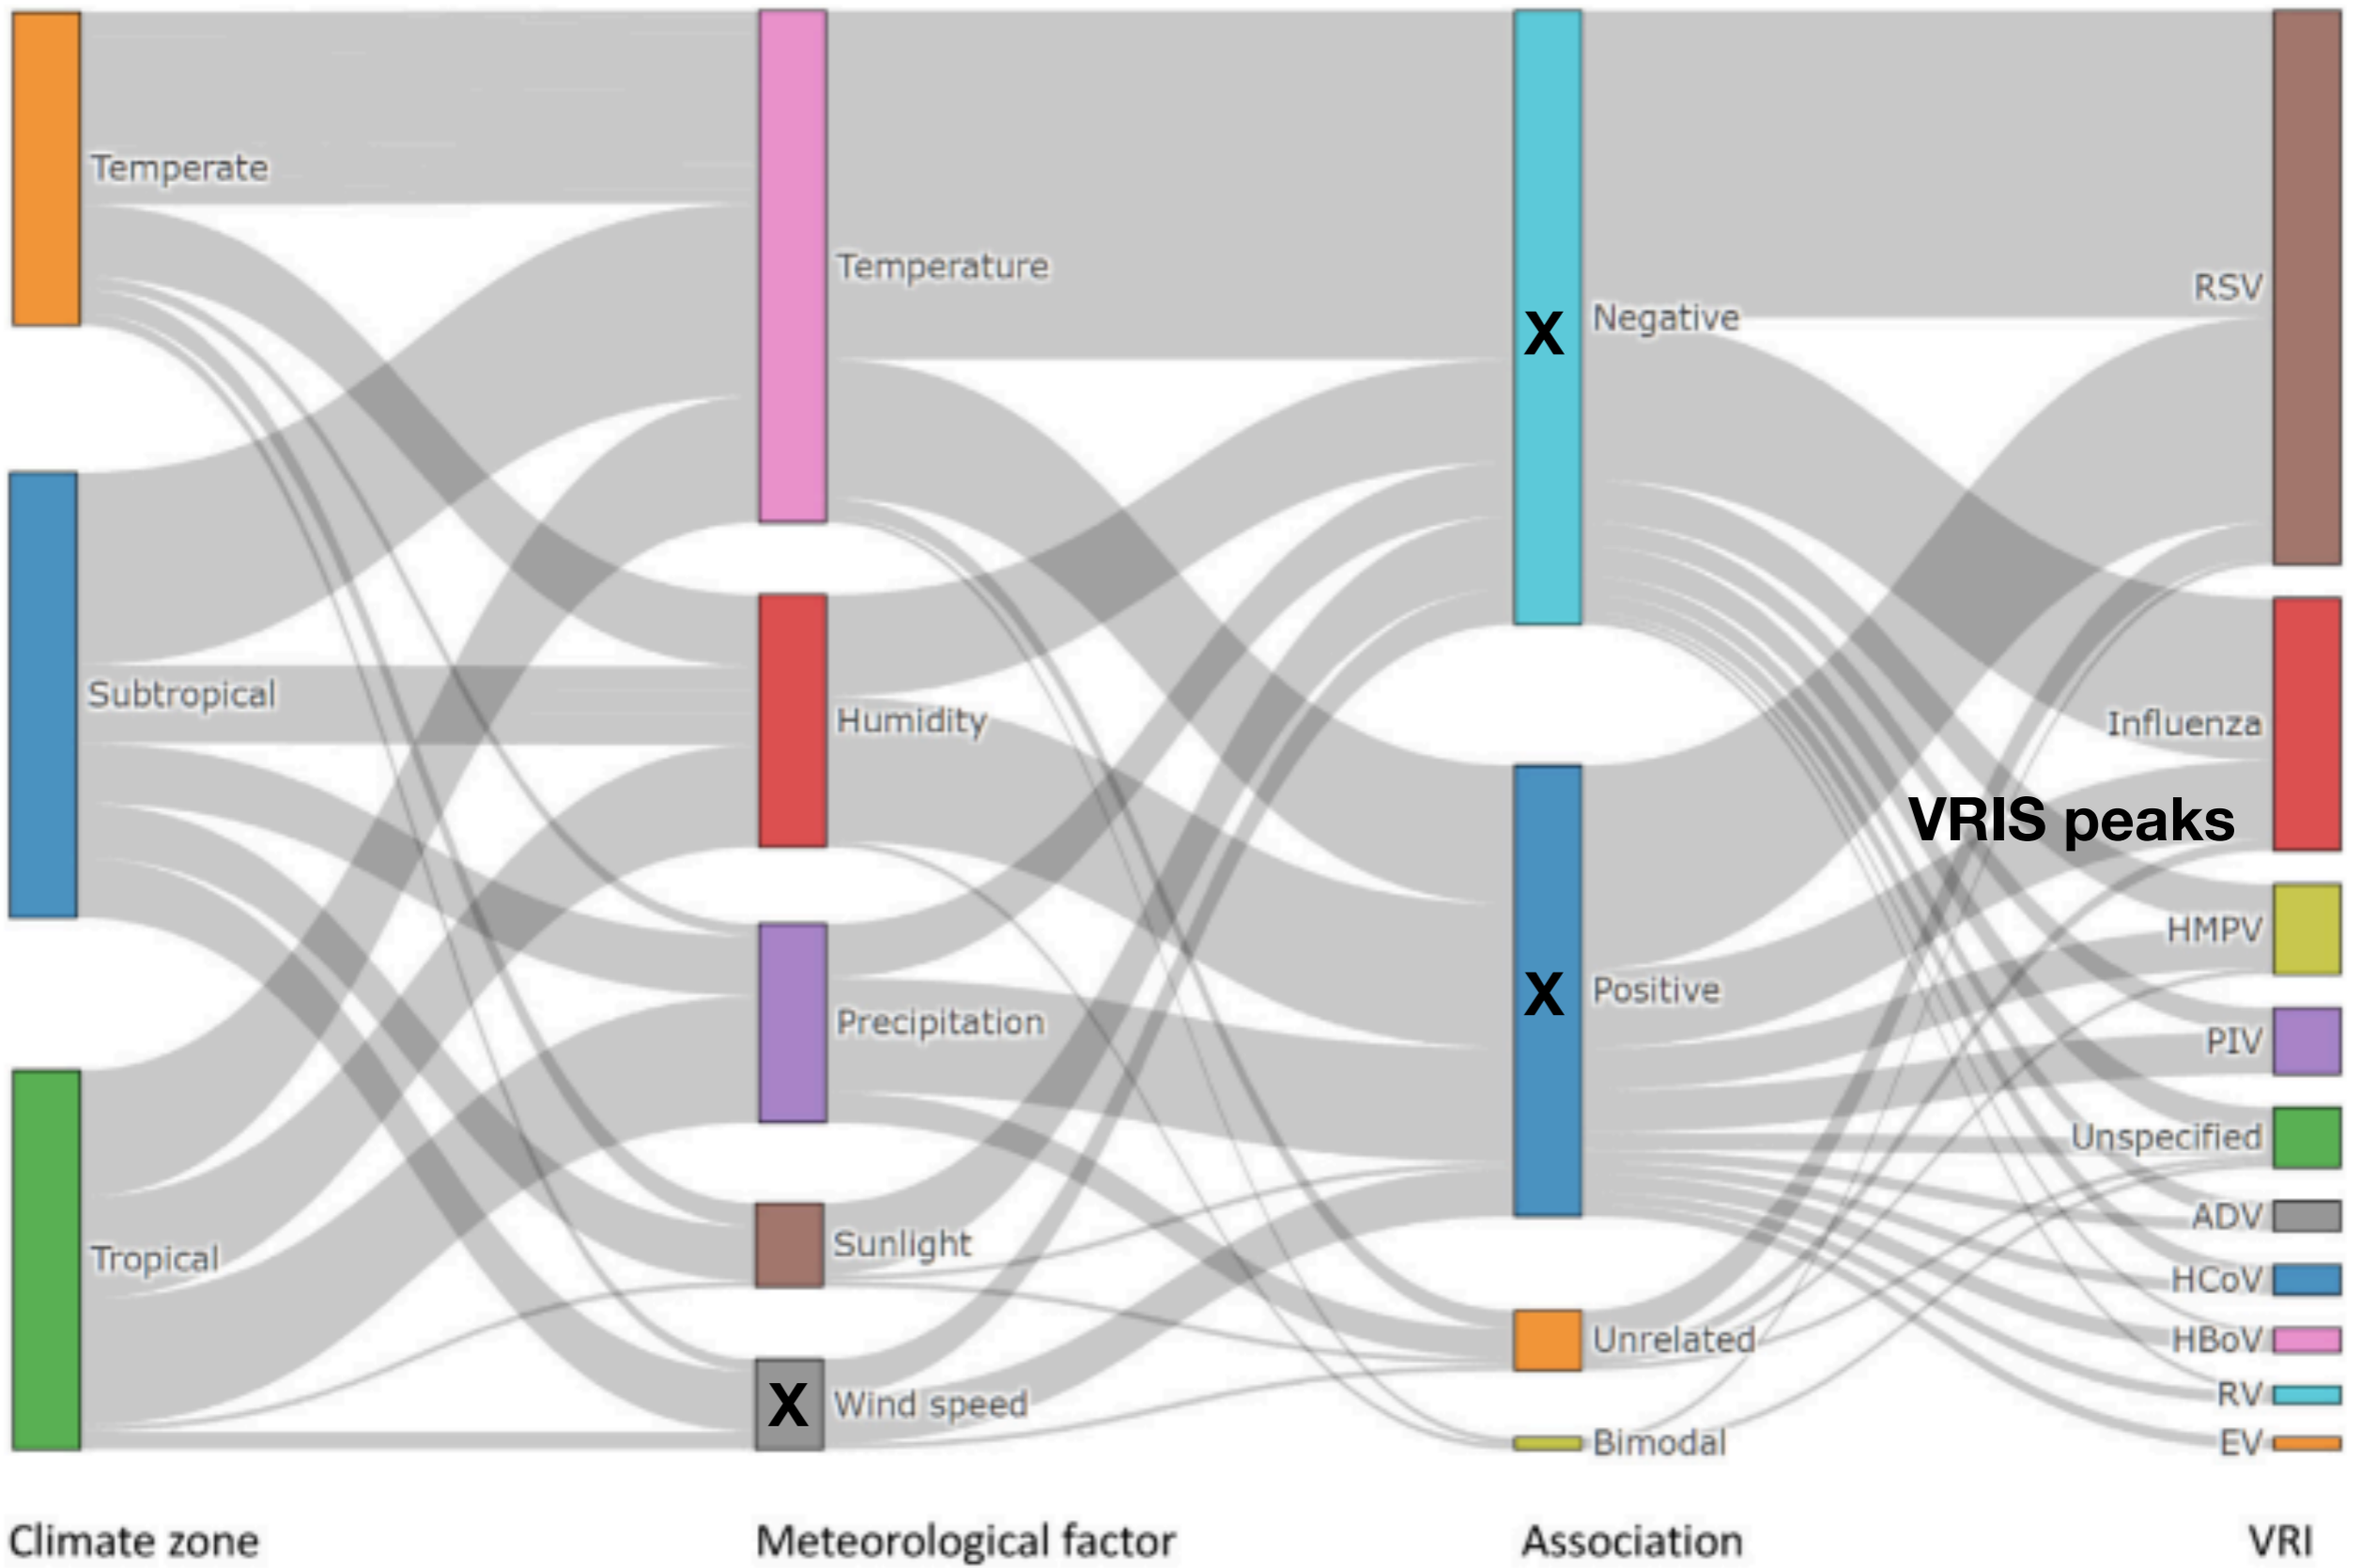 Temperate
Subtropical
Tropical
Temperature
Humidity
Precipitation
Sunlight
X
Wind speed
X
Negative
X
Positive
Unrelated
Bimodal
VRIS peaks
RSV
Influenza
HMPV
PIV
Unspecified
ADV
HCoV
HBoV
RV
EV
Climate zone
Meteorological factor
Association
VRI